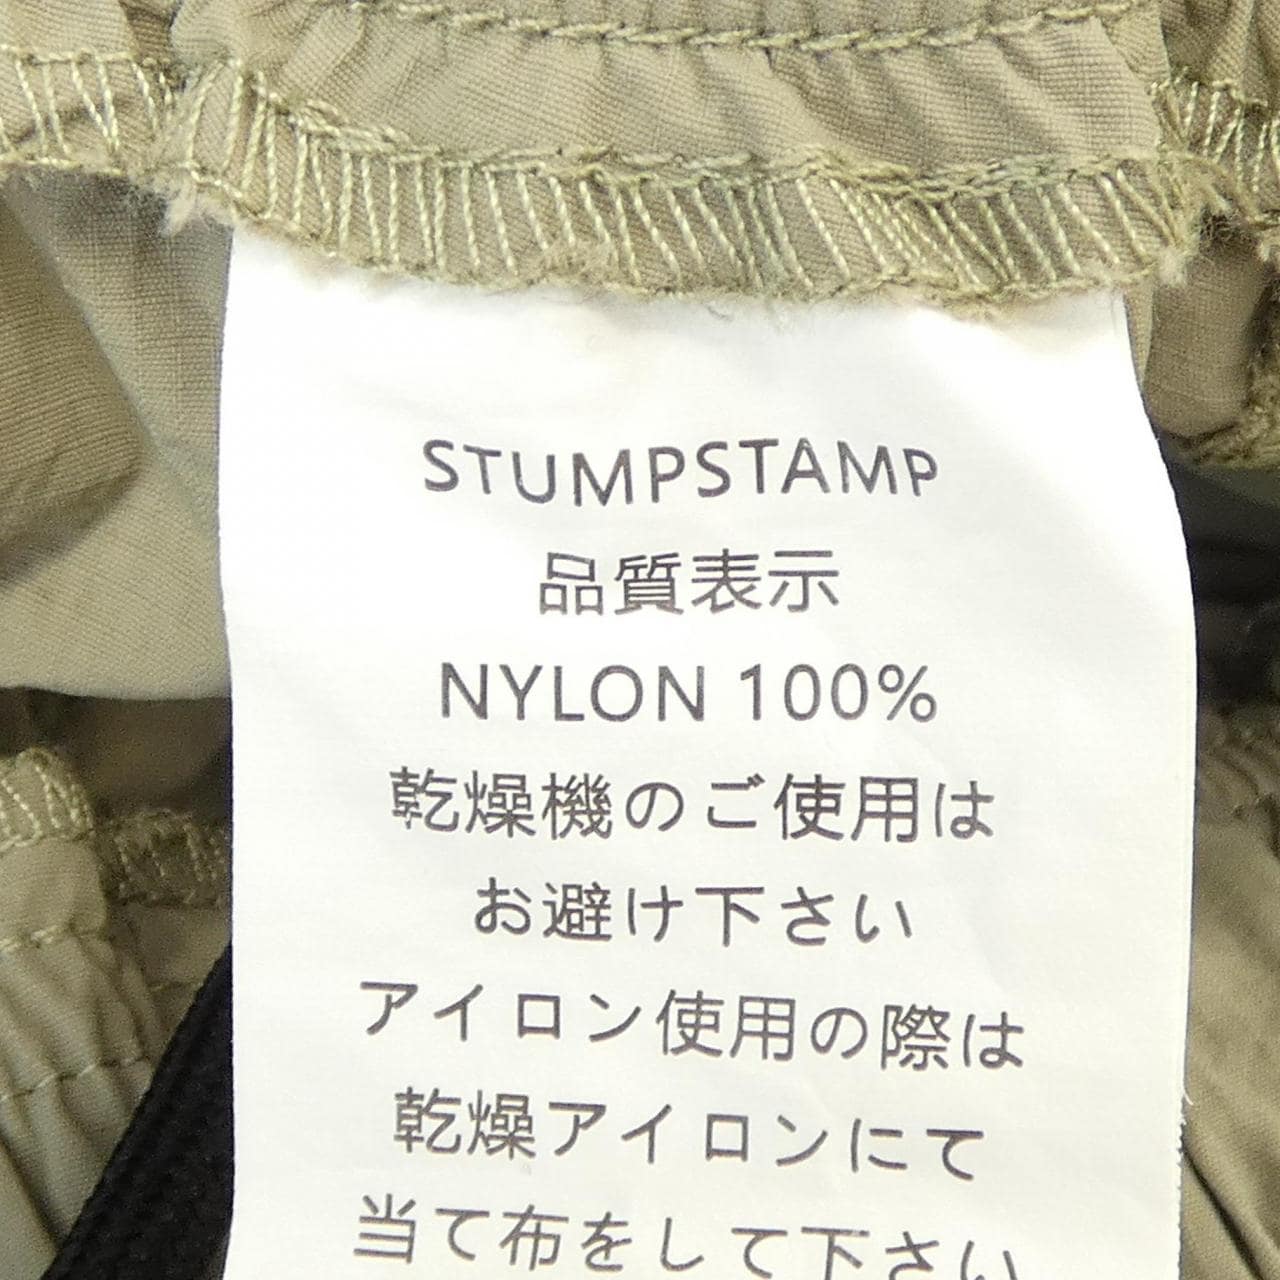 STUMPSTAMP
品質表示
NYLON 100%
乾燥機のご使用は
お避け下さい
アイロン使用の際は
乾燥アイロンにて
当て布をして下さい